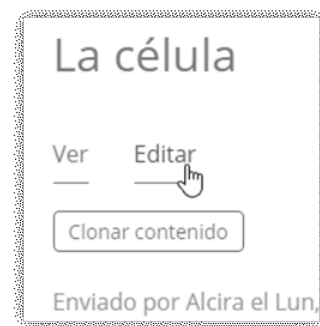 La célula
Ver Editar
Clonar contenido
Enviado por Alcira el Lun,